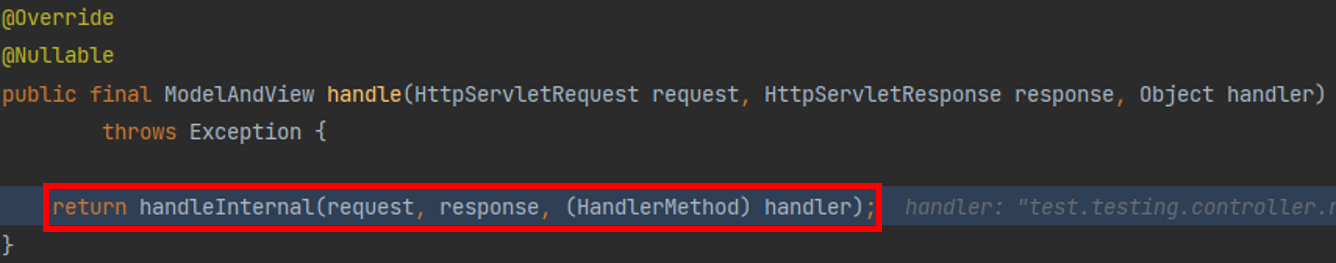 @Override
@Nullable
public final ModelAndView handle(HttpServletRequest request, HttpServletResponse response, Object handler)
throws Exception {
return handleInternal(request, response, (HandlerMethod) handler); handler: "test.testing.controller.
}